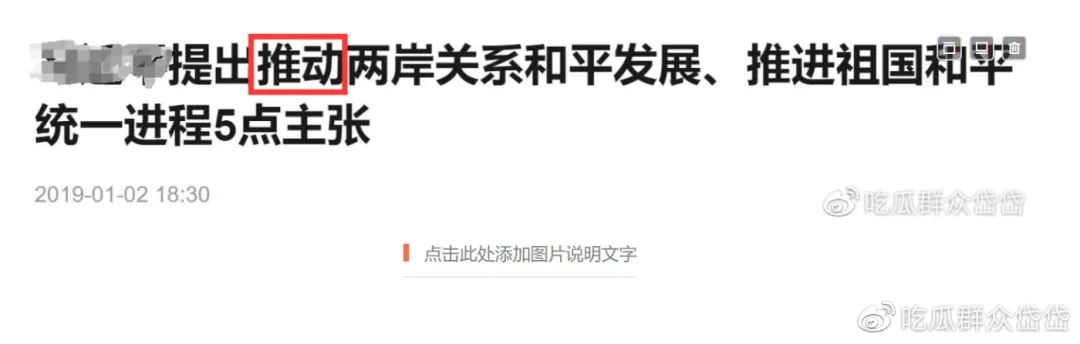 提出推动两岸关系和平发展、推进祖国和平
统一进程5点主张
2019-01-02 18:30
吃瓜群众岱岱
点击此处添加图片说明文字
吃瓜群众岱岱